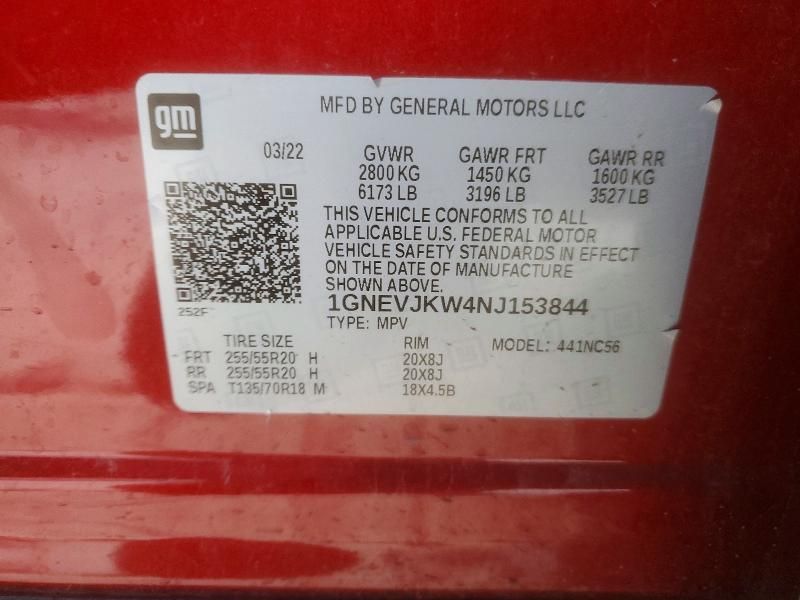 gm
MFD BY GENERAL MOTORS LLC
03/22 GVWR GAWR FRT GAWR RR
2800 KG 1450 KG 1600 KG
6173 LB 3196 LB 3527 LB
THIS VEHICLE CONFORMS TO ALL
APPLICABLE U.S. FEDERAL MOTOR
VEHICLE SAFETY STANDARDS IN EFFECT
ON THE DATE OF MANUFACTURE
SHOWN ABOVE.
252F
1GNEVJKW4NJ153844
TYPE: MPV
TIRE SIZE RIM MODEL: 441NC56
FRT 255/55R20 H 20X8J
RR 255/55R20 H 20X8J
SPA T135/70R18 M 18X4.5B